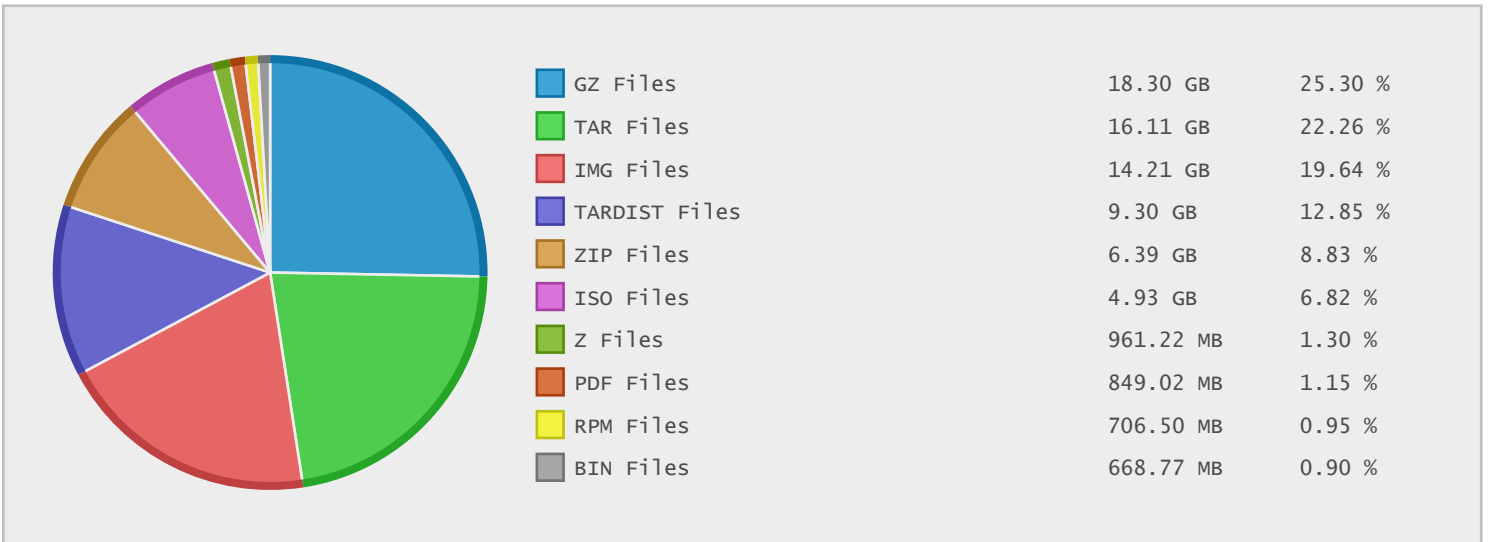 GZ Files 18.30 GB 25.30 %
TAR Files 16.11 GB 22.26 %
IMG Files 14.21 GB 19.64 %
TARDIST Files 9.30 GB 12.85 %
ZIP Files 6.39 GB 8.83 %
ISO Files 4.93 GB 6.82 %
Z Files 961.22 MB 1.30 %
PDF Files 849.02 MB 1.15 %
RPM Files 706.50 MB 0.95 %
BIN Files 668.77 MB 0.90 %